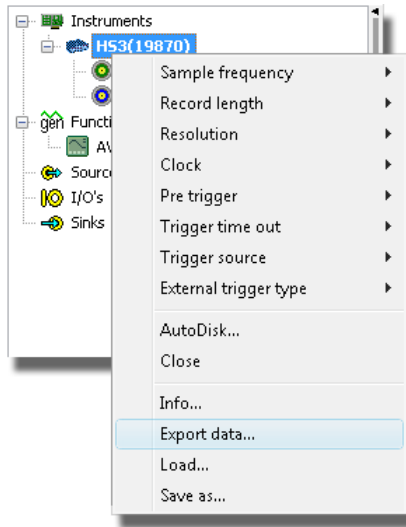 Instruments
HS3(19870)
gen Functi
AV
Source
I/O's
Sinks
Sample frequency
Record length
Resolution
Clock
Pre trigger
Trigger time out
Trigger source
External trigger type
AutoDisk...
Close
Info...
Export data...
Load...
Save as...